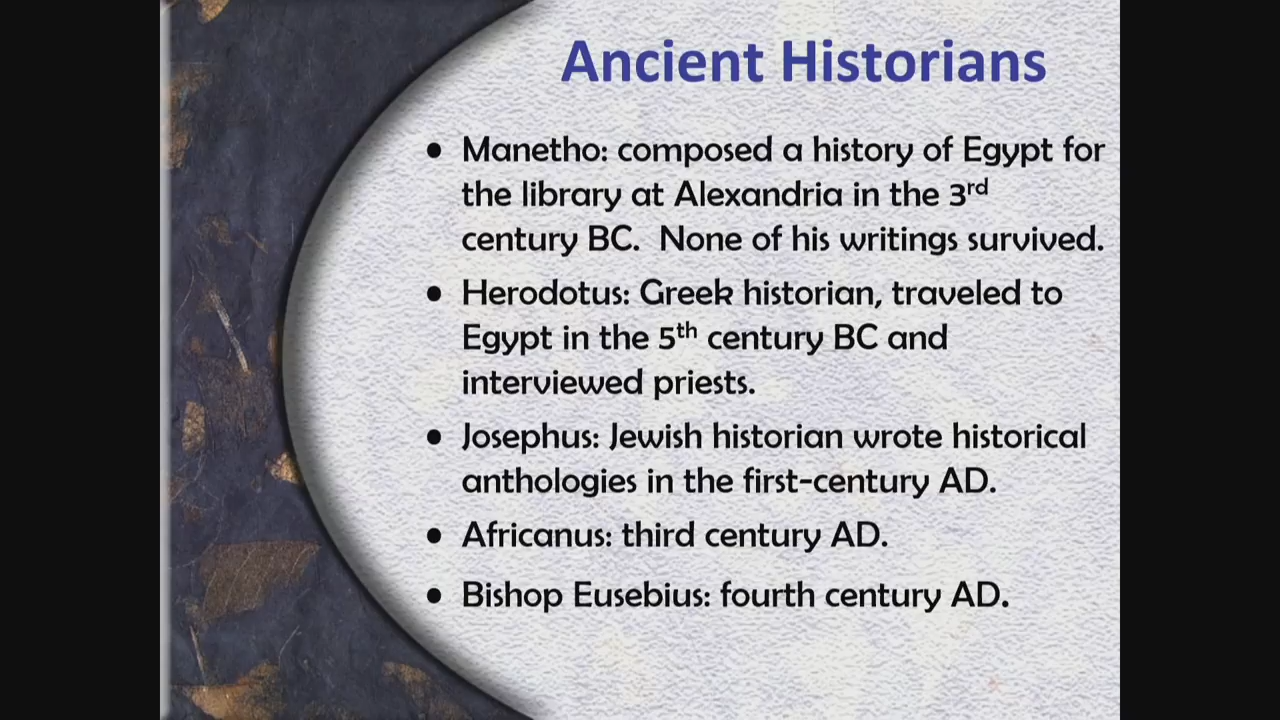 Ancient Historians
• Manetho: composed a history of Egypt for
the library at Alexandria in the 3rd
century BC.  None of his writings survived.
• Herodotus: Greek historian, traveled to
Egypt in the 5th century BC and
interviewed priests.
• Josephus: Jewish historian wrote historical
anthologies in the first-century AD.
• Africanus: third century AD.
• Bishop Eusebius: fourth century AD.